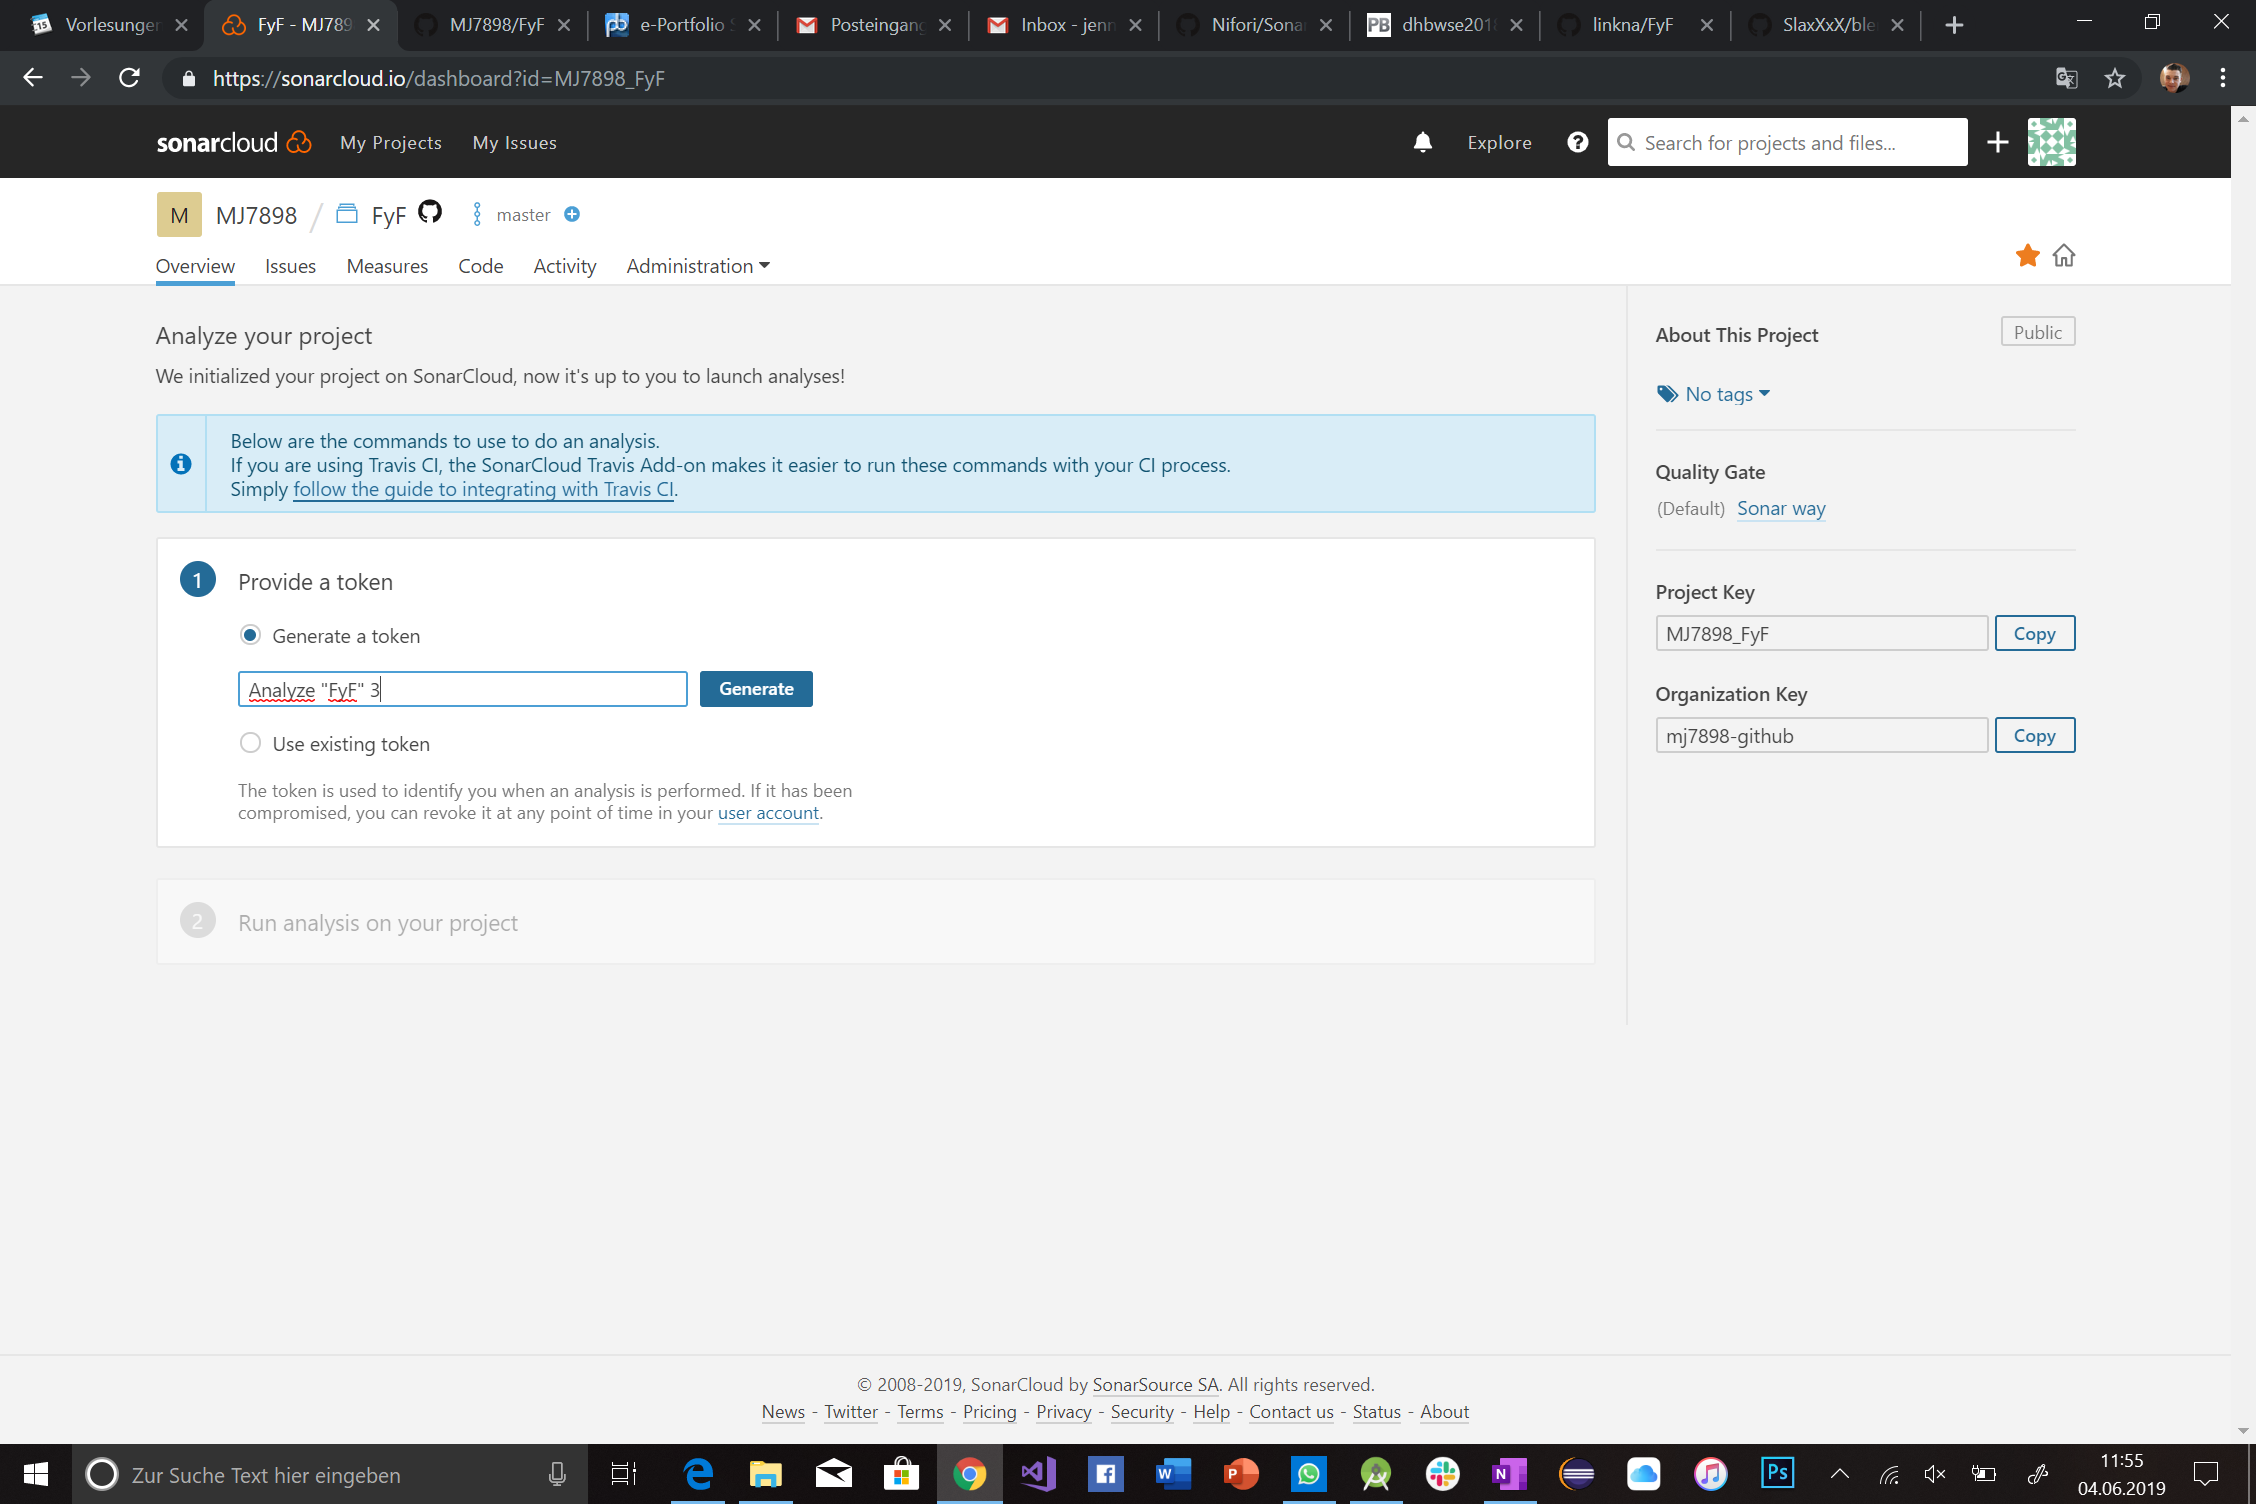 Vorlesunger
FyF - MJ789
MJ7898/FyF
e-Portfolio
Posteingang
Inbox - jenn
Nifori/Sona
dhbwse201
linkna/FyF
SlaxXxX/ble
https://sonarcloud.io/dashboard?id=MJ7898_FyF
sonarcloud My Projects My Issues Explore Search for projects and files...
M MJ7898 / FyF master
Overview Issues Measures Code Activity Administration
Analyze your project
We initialized your project on SonarCloud, now it's up to you to launch analyses!
Below are the commands to use to do an analysis.
If you are using Travis CI, the SonarCloud Travis Add-on makes it easier to run these commands with your CI process.
Simply follow the guide to integrating with Travis CI.
1 Provide a token
Generate a token
Analyze "FyF" 3 Generate
Use existing token
The token is used to identify you when an analysis is performed. If it has been
compromised, you can revoke it at any point of time in your user account.
2 Run analysis on your project
About This Project Public
No tags
Quality Gate
(Default) Sonar way
Project Key
MJ7898_FyF Copy
Organization Key
mj7898-github Copy
© 2008-2019, SonarCloud by SonarSource SA. All rights reserved.
News - Twitter - Terms - Pricing - Privacy - Security - Help - Contact us - Status - About
Zur Suche Text hier eingeben
11:55
04.06.2019